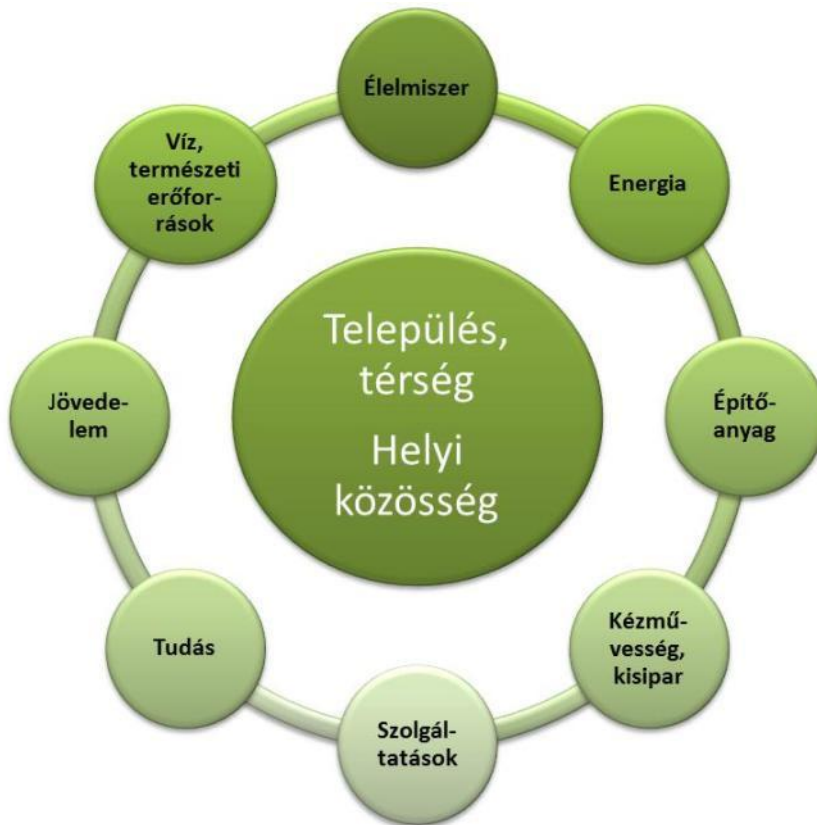 Élelmiszer
Energia
Építő-
anyag
Kézmű-
vesség,
kisipar
Szolgál-
tatások
Tudás
Jövede-
lem
Víz,
természeti
erőfor-
rások
Település,
térség
Helyi
közösség